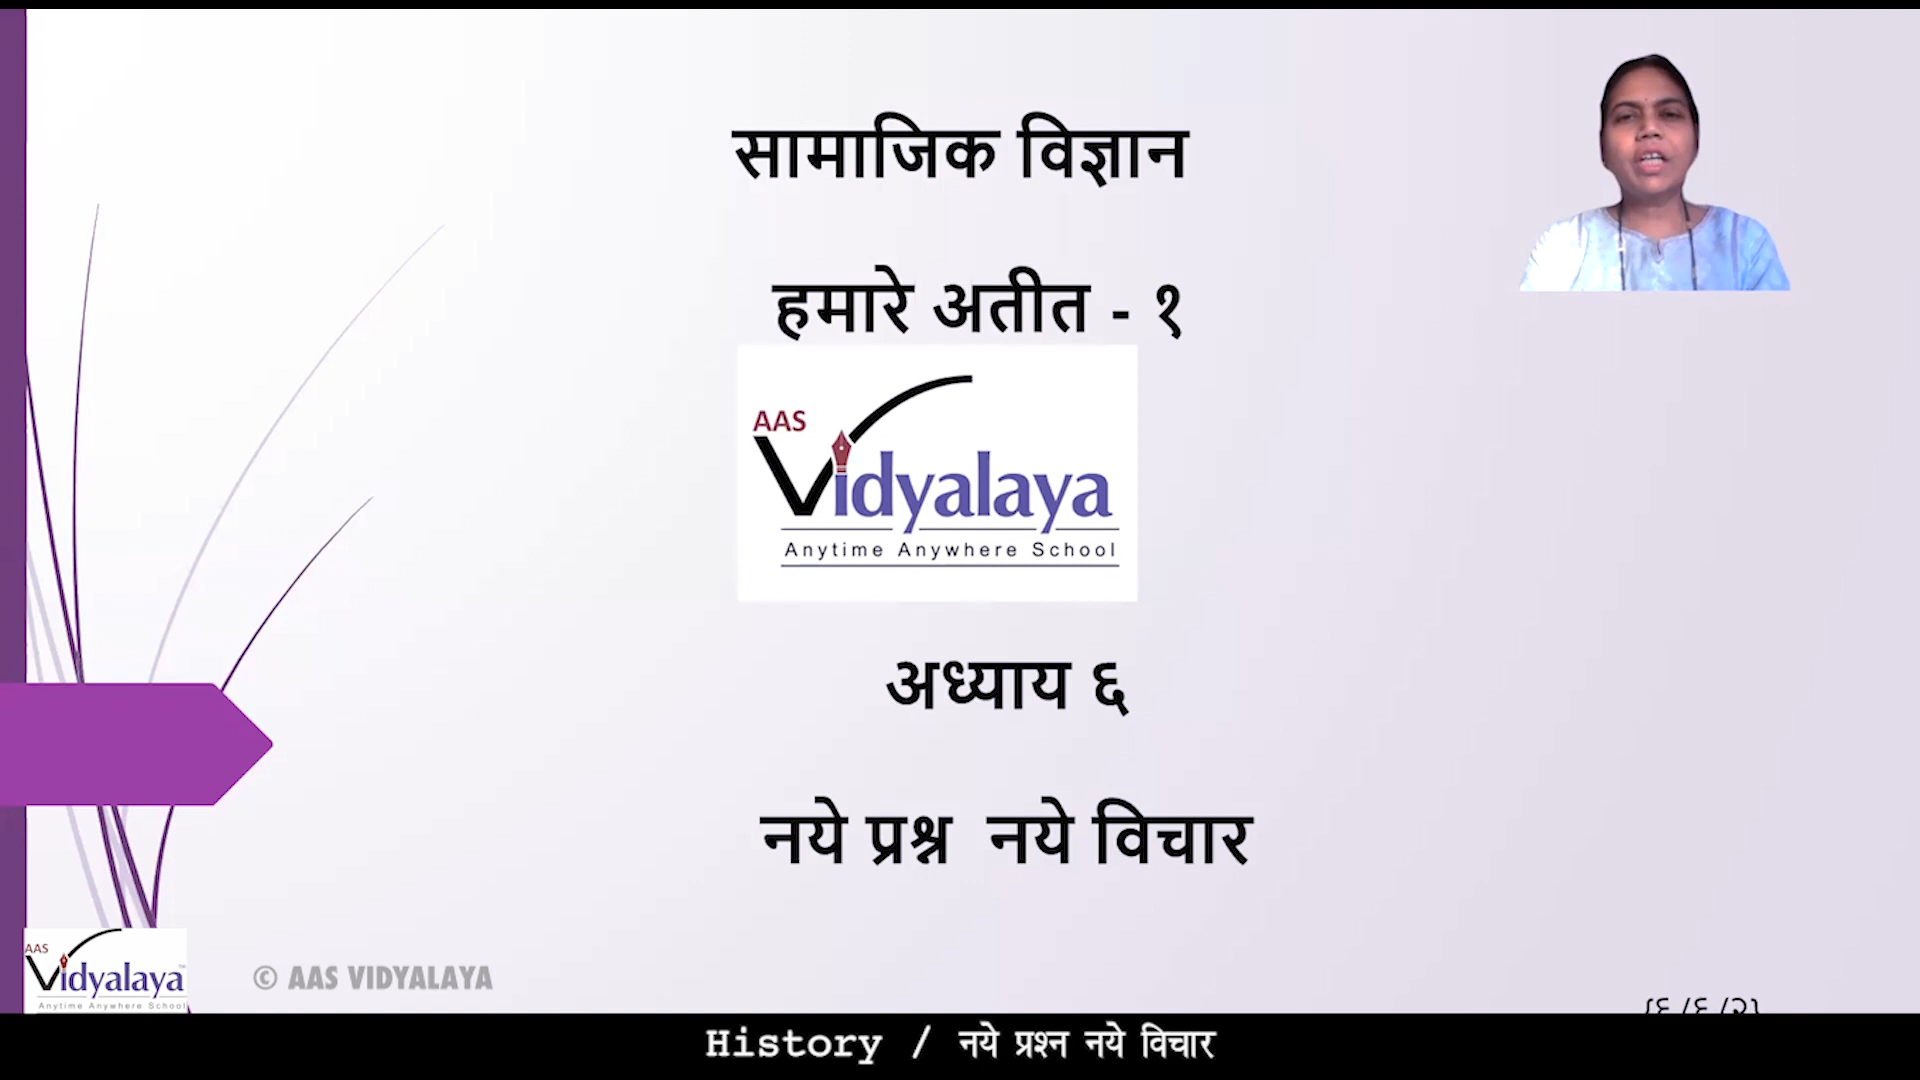 सामाजिक विज्ञान
हमारे अतीत - १
AAS
Vidyalaya
Anytime Anywhere School
अध्याय ६
नये प्रश्न नये विचार
AAS
Vidyalaya
Anytime Anywhere School
© AAS VIDYALAYA
History / नये प्रश्न नये विचार